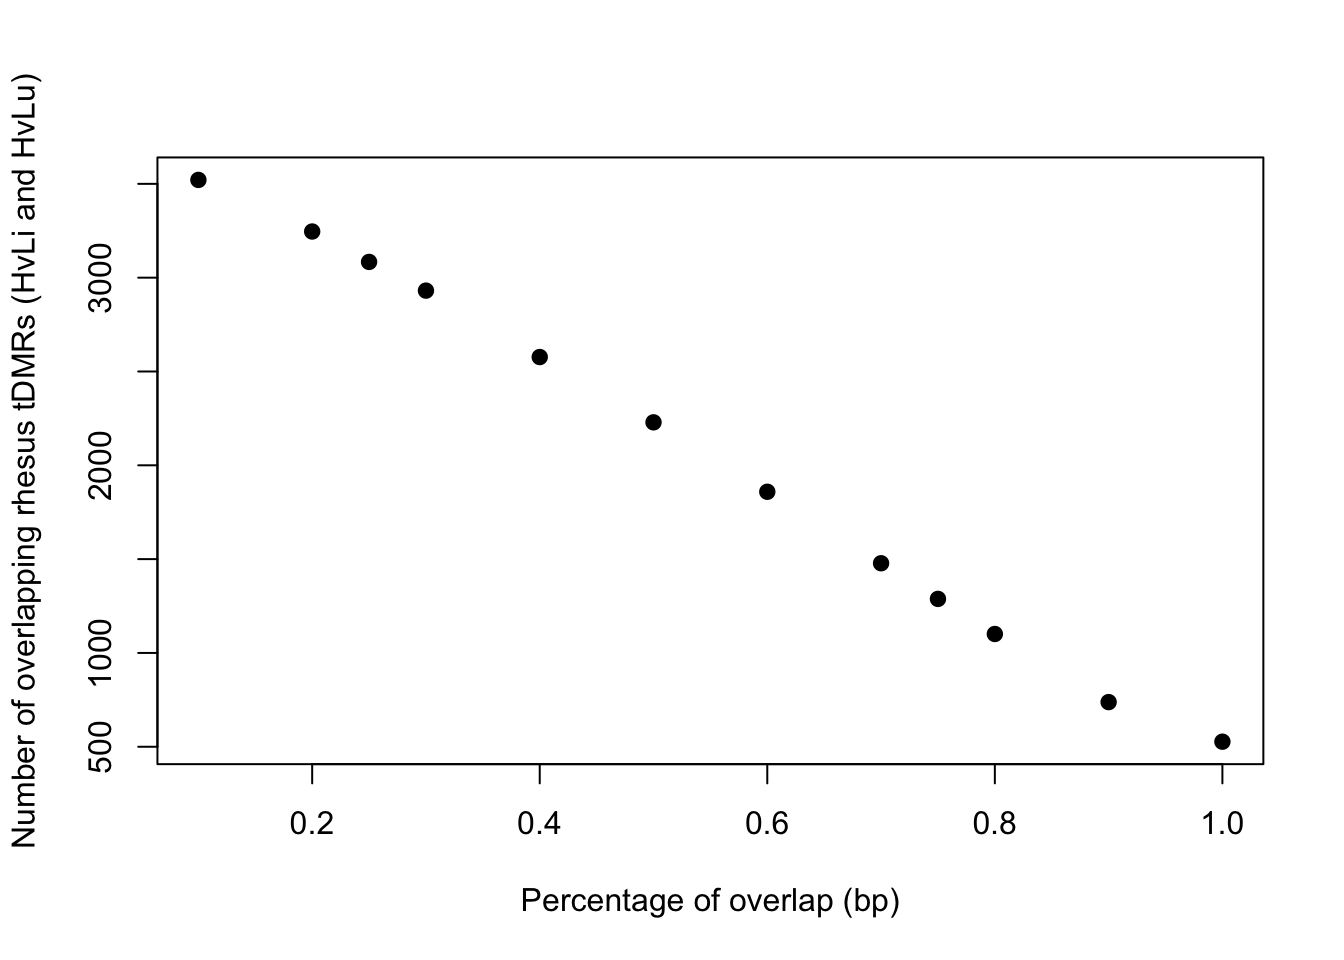 Number of overlapping rhesus tDMRs (HvLi and HvLu)
3000
2000
1000
500
0.2 0.4 0.6 0.8 1.0
Percentage of overlap (bp)